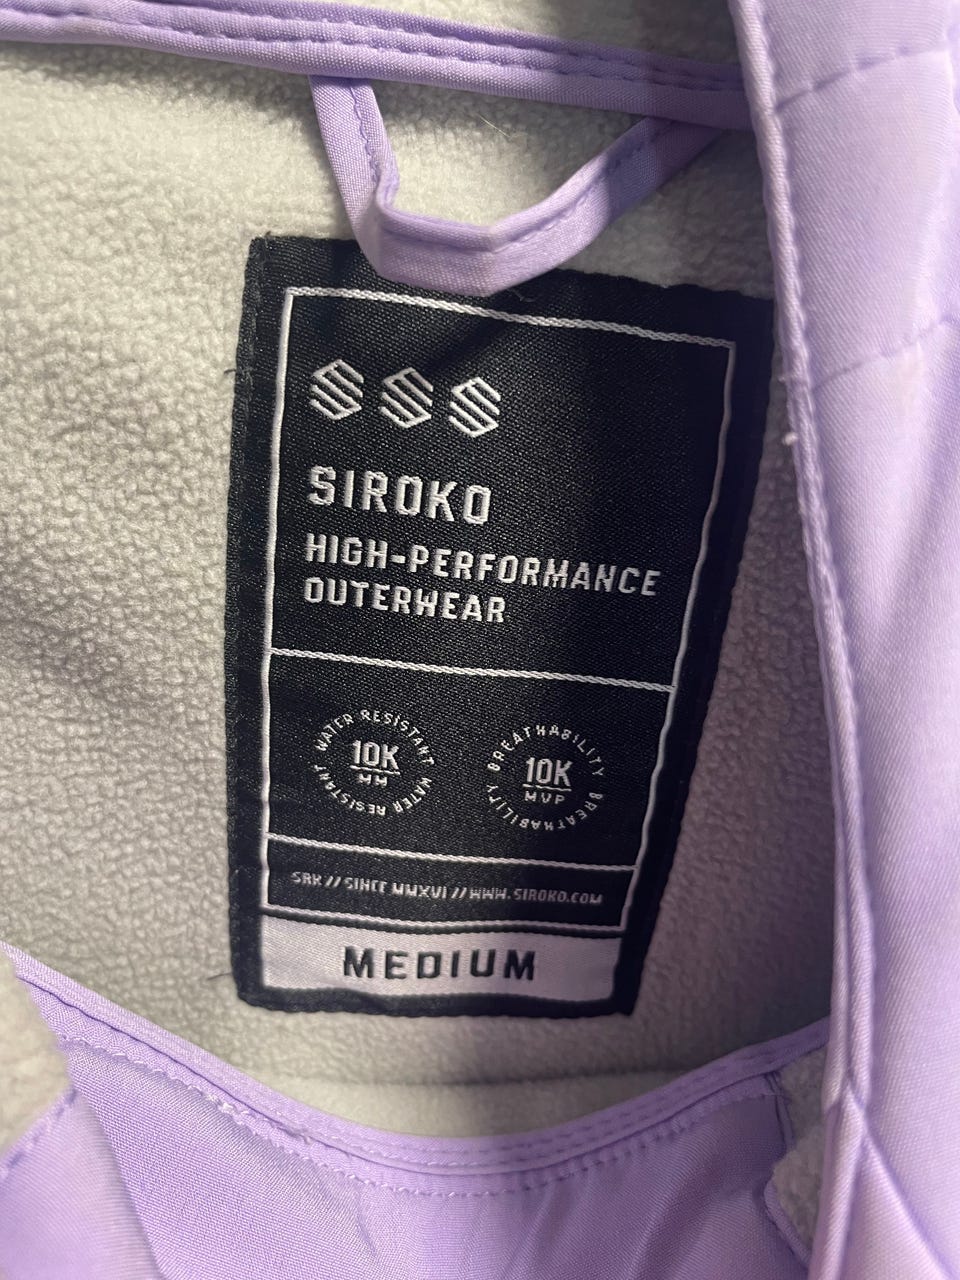 SIROKO
HIGH-PERFORMANCE
OUTERWEAR
WATER RESISTANT WATER RESISTANT
10K
MM
BREATHABILITY BREATHABILITY
10K
MVP
SRK // SINCE MMXVI // WWW.SIROKO.COM
MEDIUM